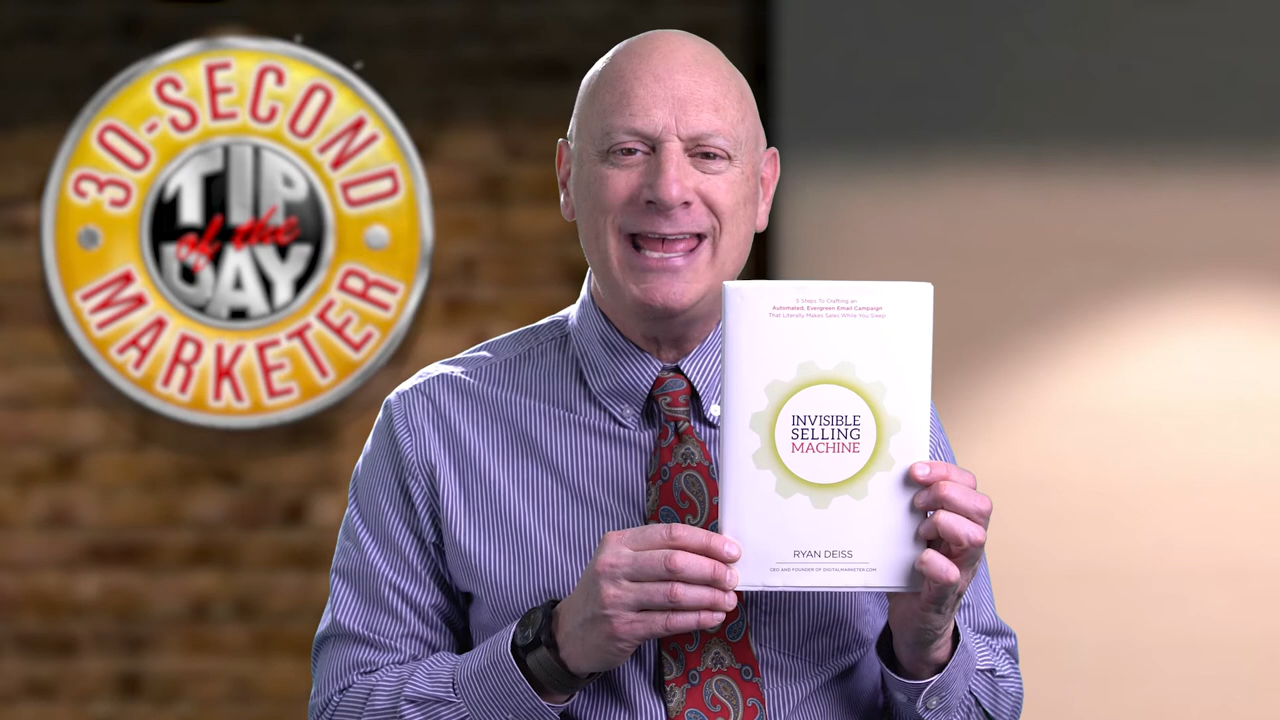 30-SECOND
TIP
of the
DAY
MARKETER
5 Steps To Crafting an
Automated, Evergreen Email Campaign
That Literally Makes Sales While You Sleep
INVISIBLE
SELLING
MACHINE
RYAN DEISS
CEO AND FOUNDER OF DIGITALMARKETER.COM